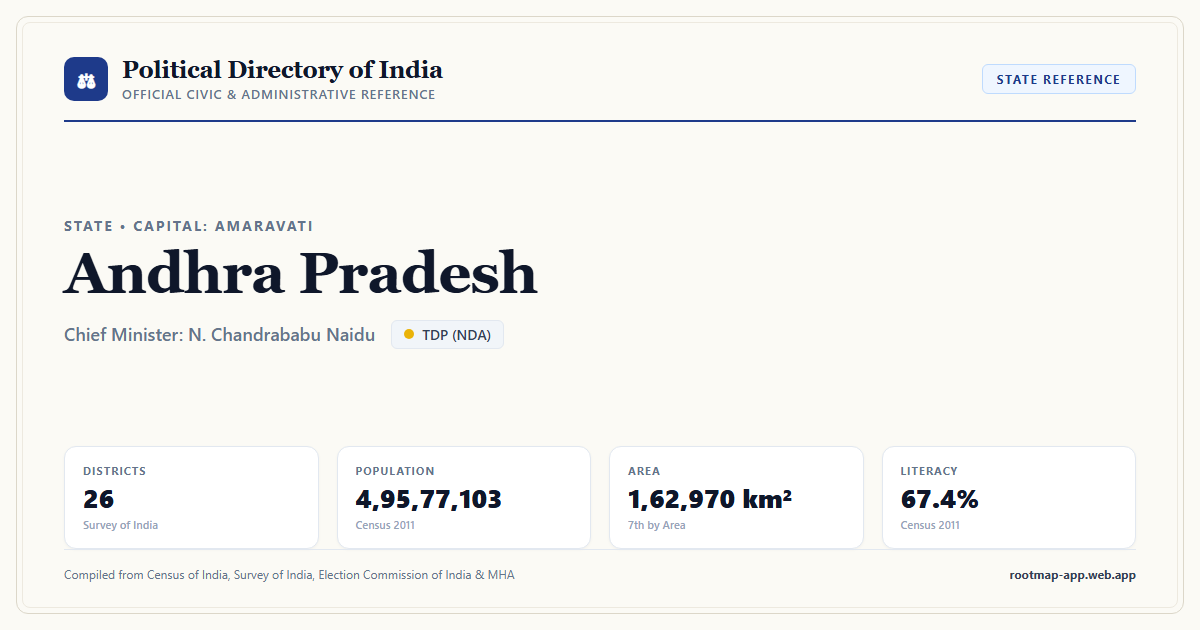 Political Directory of India
OFFICIAL CIVIC & ADMINISTRATIVE REFERENCE
STATE REFERENCE
STATE • CAPITAL: AMARAVATI
Andhra Pradesh
Chief Minister: N. Chandrababu Naidu
TDP (NDA)
DISTRICTS
26
Survey of India
POPULATION
4,95,77,103
Census 2011
AREA
1,62,970 km²
7th by Area
LITERACY
67.4%
Census 2011
Compiled from Census of India, Survey of India, Election Commission of India & MHA
rootmap-app.web.app